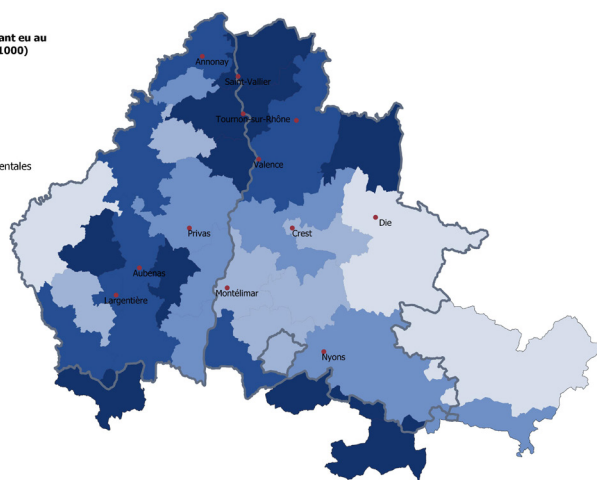 ant eu au
1000)
Annonay
Saint-Vallier
Tournon-sur-Rhône
entales
Valence
Die
Privas
Crest
Aubenas
Montélimar
Largentière
Nyons